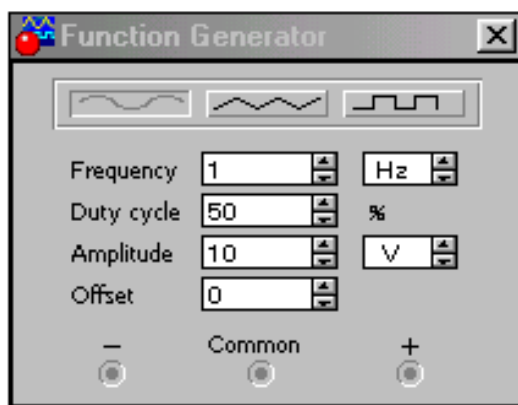 Function Generator
Frequency 1 Hz
Duty cycle 50 %
Amplitude 10 V
Offset 0
− Common +